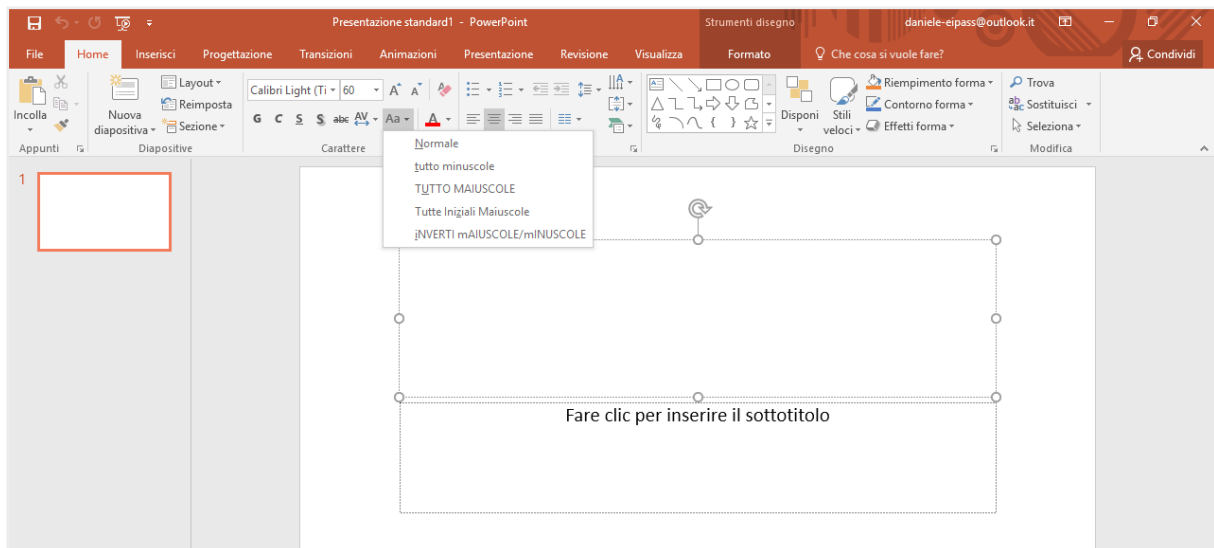 Presentazione standard1 - PowerPoint
Strumenti disegno
daniele-eipass@outlook.it
File Home Inserisci Progettazione Transizioni Animazioni Presentazione Revisione Visualizza Formato Che cosa si vuole fare? Condividi
Incolla
Nuova diapositiva
Layout
Reimposta
Sezione
Calibri Light (Ti 60 A A
G C S S abc AV Aa A
Disponi
Stili veloci
Riempimento forma
Contorno forma
Effetti forma
Trova
Sostituisci
Seleziona
Appunti Diapositive Carattere Disegno Modifica
Normale
tutto minuscole
TUTTO MAIUSCOLE
Tutte Iniziali Maiuscole
iNVERTI mAIUSCOLE/mINUSCOLE
1
Fare clic per inserire il sottotitolo